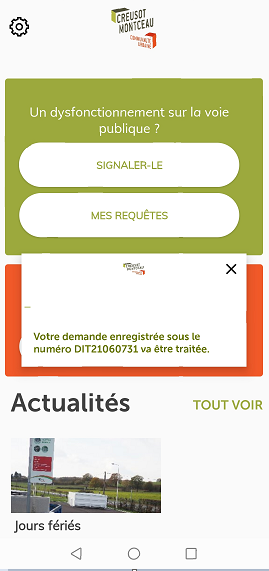 CREUSOT
MONTCEAU
COMMUNAUTÉ
URBAINE
Un dysfonctionnement sur la voie
publique ?
SIGNALER-LE
MES REQUÊTES
Votre demande enregistrée sous le
numéro DIT21060731 va être traitée.
Actualités
TOUT VOIR
Jours fériés